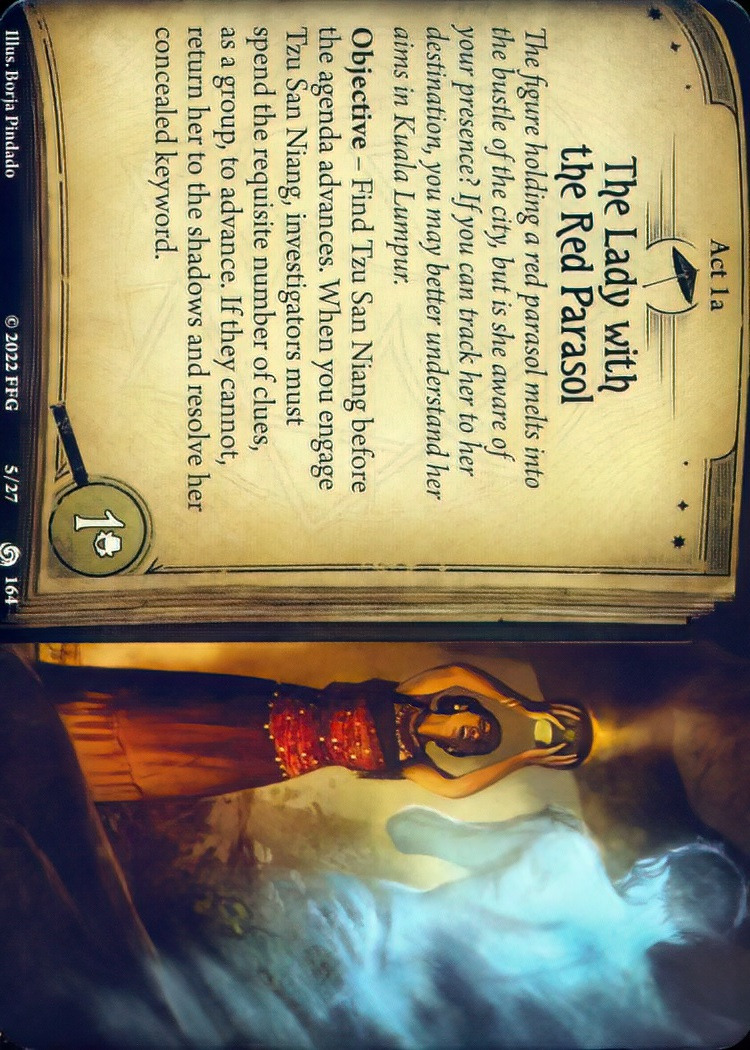 Act 1a
The Lady with
the Red Parasol
The figure holding a red parasol melts into
the bustle of the city, but is she aware of
your presence? If you can track her to her
destination, you may better understand her
aims in Kuala Lumpur.
Objective – Find Tzu San Niang before
the agenda advances. When you engage
Tzu San Niang, investigators must
spend the requisite number of clues,
as a group, to advance. If they cannot,
return her to the shadows and resolve her
concealed keyword.
1
Illus. Borja Pindado © 2022 FFG 5/27 164